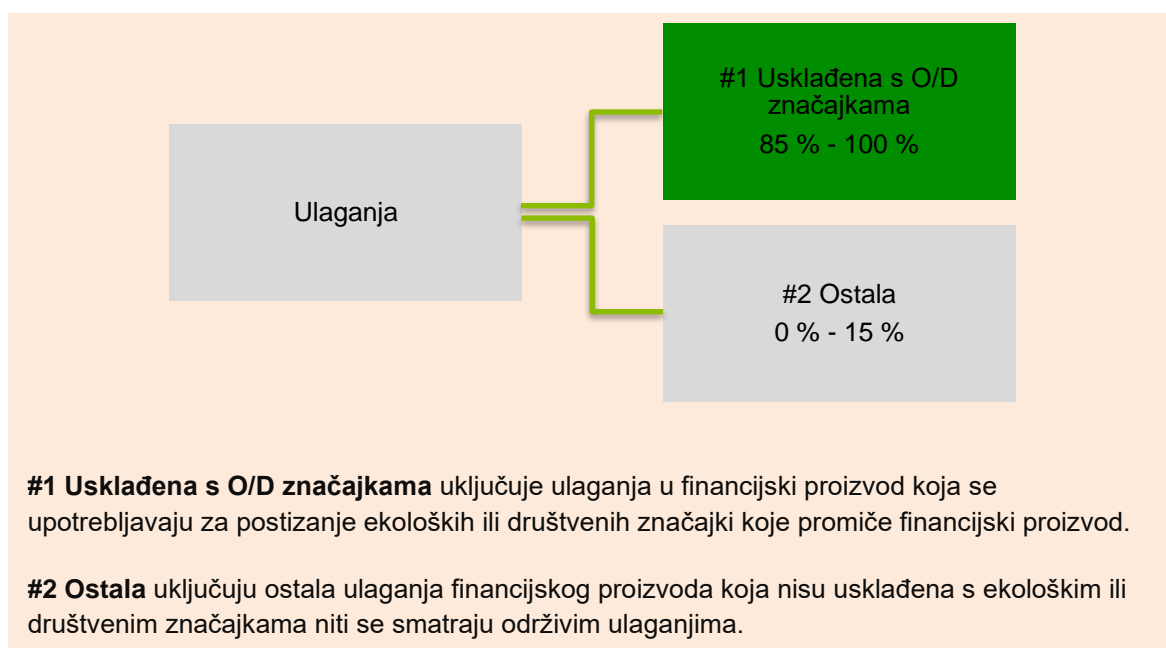 #1 Usklađena s O/D
značajkama
85 % - 100 %
Ulaganja
#2 Ostala
0 % - 15 %
#1 Usklađena s O/D značajkama uključuje ulaganja u financijski proizvod koja se
upotrebljavaju za postizanje ekoloških ili društvenih značajki koje promiče financijski proizvod.
#2 Ostala uključuju ostala ulaganja financijskog proizvoda koja nisu usklađena s ekološkim ili
društvenim značajkama niti se smatraju održivim ulaganjima.